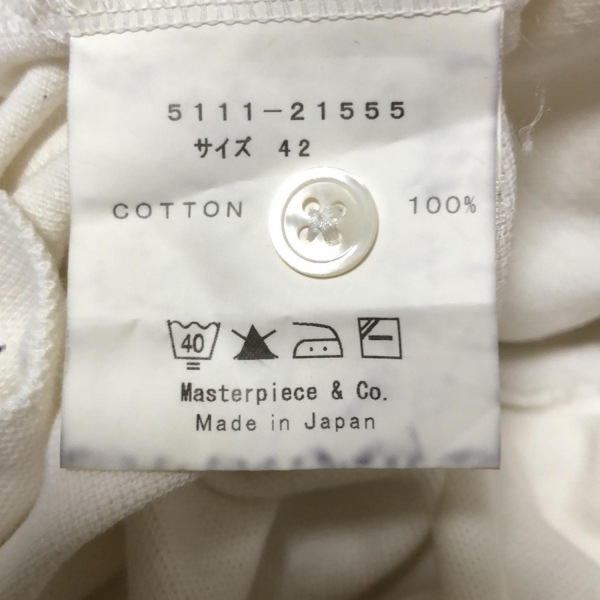 5111-21555
サイズ 42
COTTON 100%
40
Masterpiece & Co.
Made in Japan